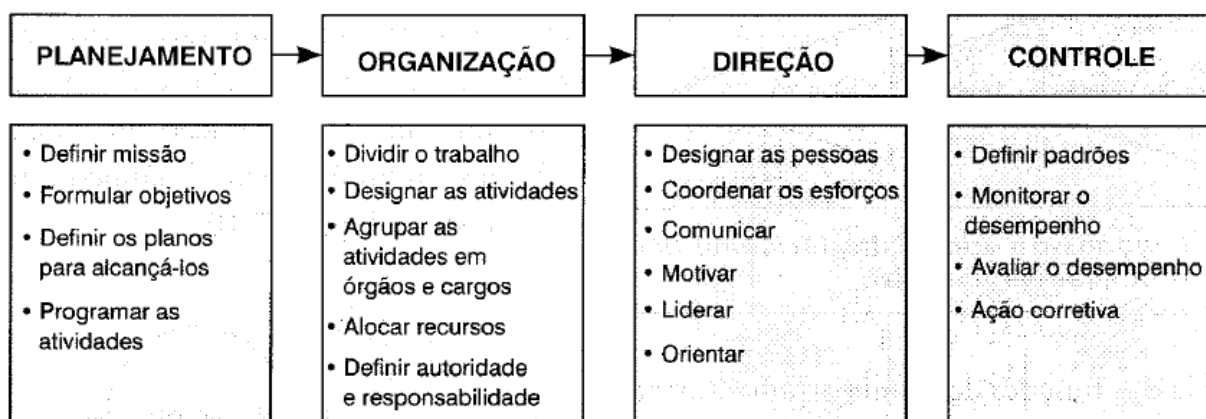 PLANEJAMENTO
• Definir missão
• Formular objetivos
• Definir os planos
para alcançá-los
• Programar as
atividades
ORGANIZAÇÃO
• Dividir o trabalho
• Designar as atividades
• Agrupar as
atividades em
órgãos e cargos
• Alocar recursos
• Definir autoridade
e responsabilidade
DIREÇÃO
• Designar as pessoas
• Coordenar os esforços
• Comunicar
• Motivar
• Liderar
• Orientar
CONTROLE
• Definir padrões
• Monitorar o
desempenho
• Avaliar o desempenho
• Ação corretiva